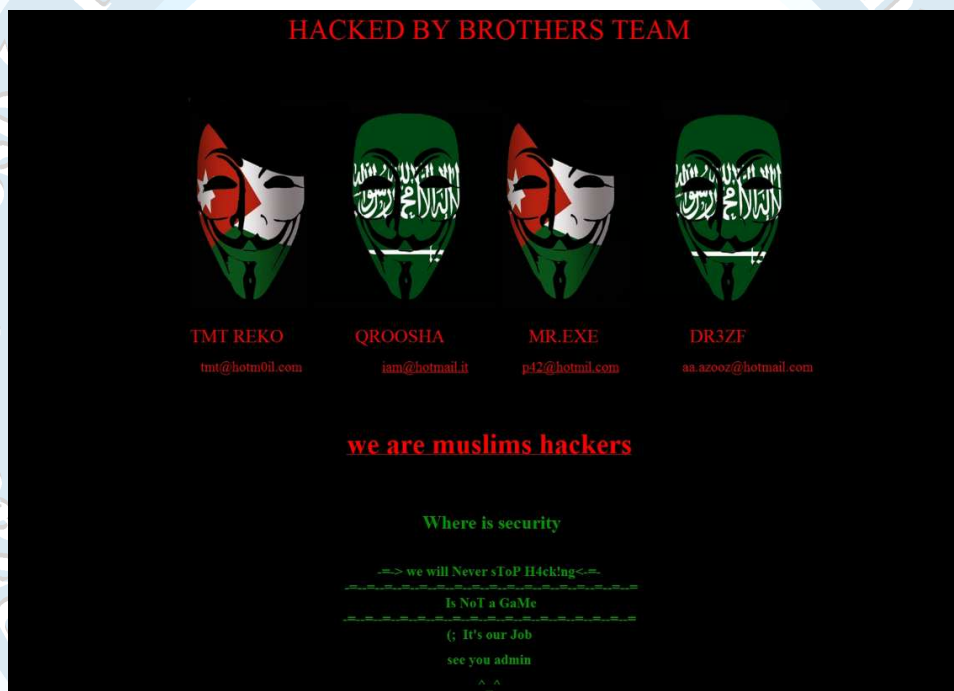 HACKED BY BROTHERS TEAM
TMT REKO QROOSHA MR.EXE DR3ZF
tmt@hotm0il.com iam@hotmail.it p42@hotmil.com aa.azooz@hotmail.com
we are muslims hackers
Where is security
-=-> we will Never sToP H4ck!ng<-=-
-=--=--=--=--=--=--=--=--=--=--=--=--=--=--=--=--=
Is NoT a GaMe
-=--=--=--=--=--=--=--=--=--=--=--=--=--=--=--=--=
(; It's our Job
see you admin
^_^